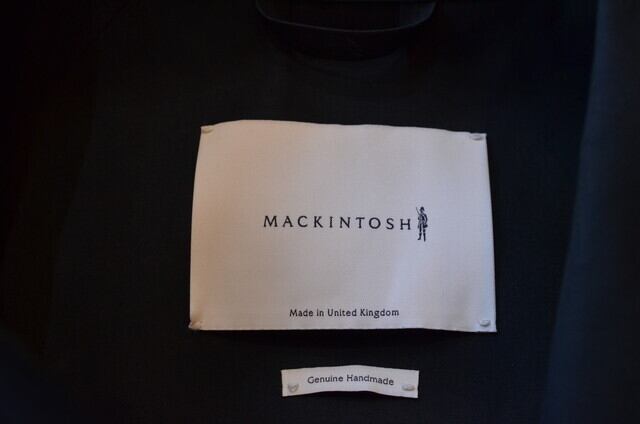 MACKINTOSH
Made in United Kingdom
Genuine Handmade